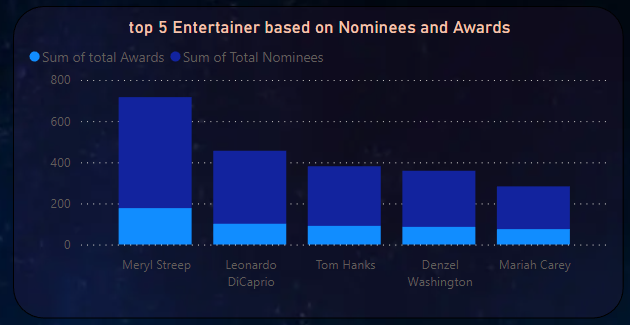 top 5 Entertainer based on Nominees and Awards
Sum of total Awards Sum of Total Nominees
800
600
400
200
0
Meryl Streep
Leonardo
DiCaprio
Tom Hanks
Denzel
Washington
Mariah Carey